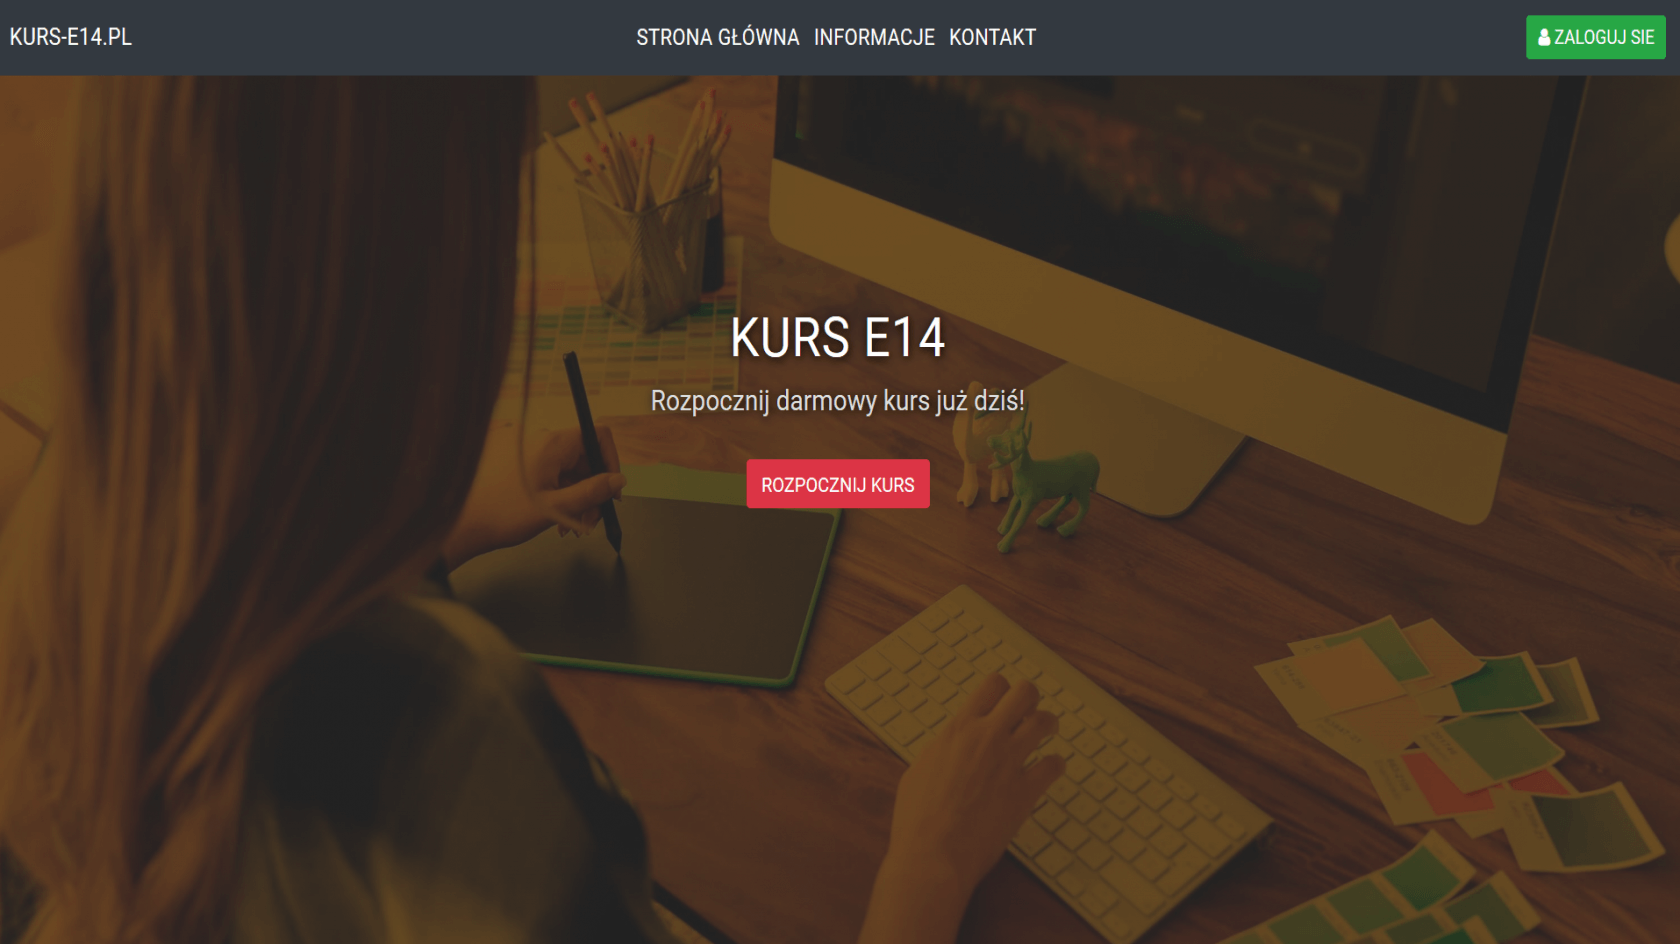 KURS-E14.PL
STRONA GŁÓWNA INFORMACJE KONTAKT
ZALOGUJ SIE
KURS E14
Rozpocznij darmowy kurs już dziś!
ROZPOCZNIJ KURS